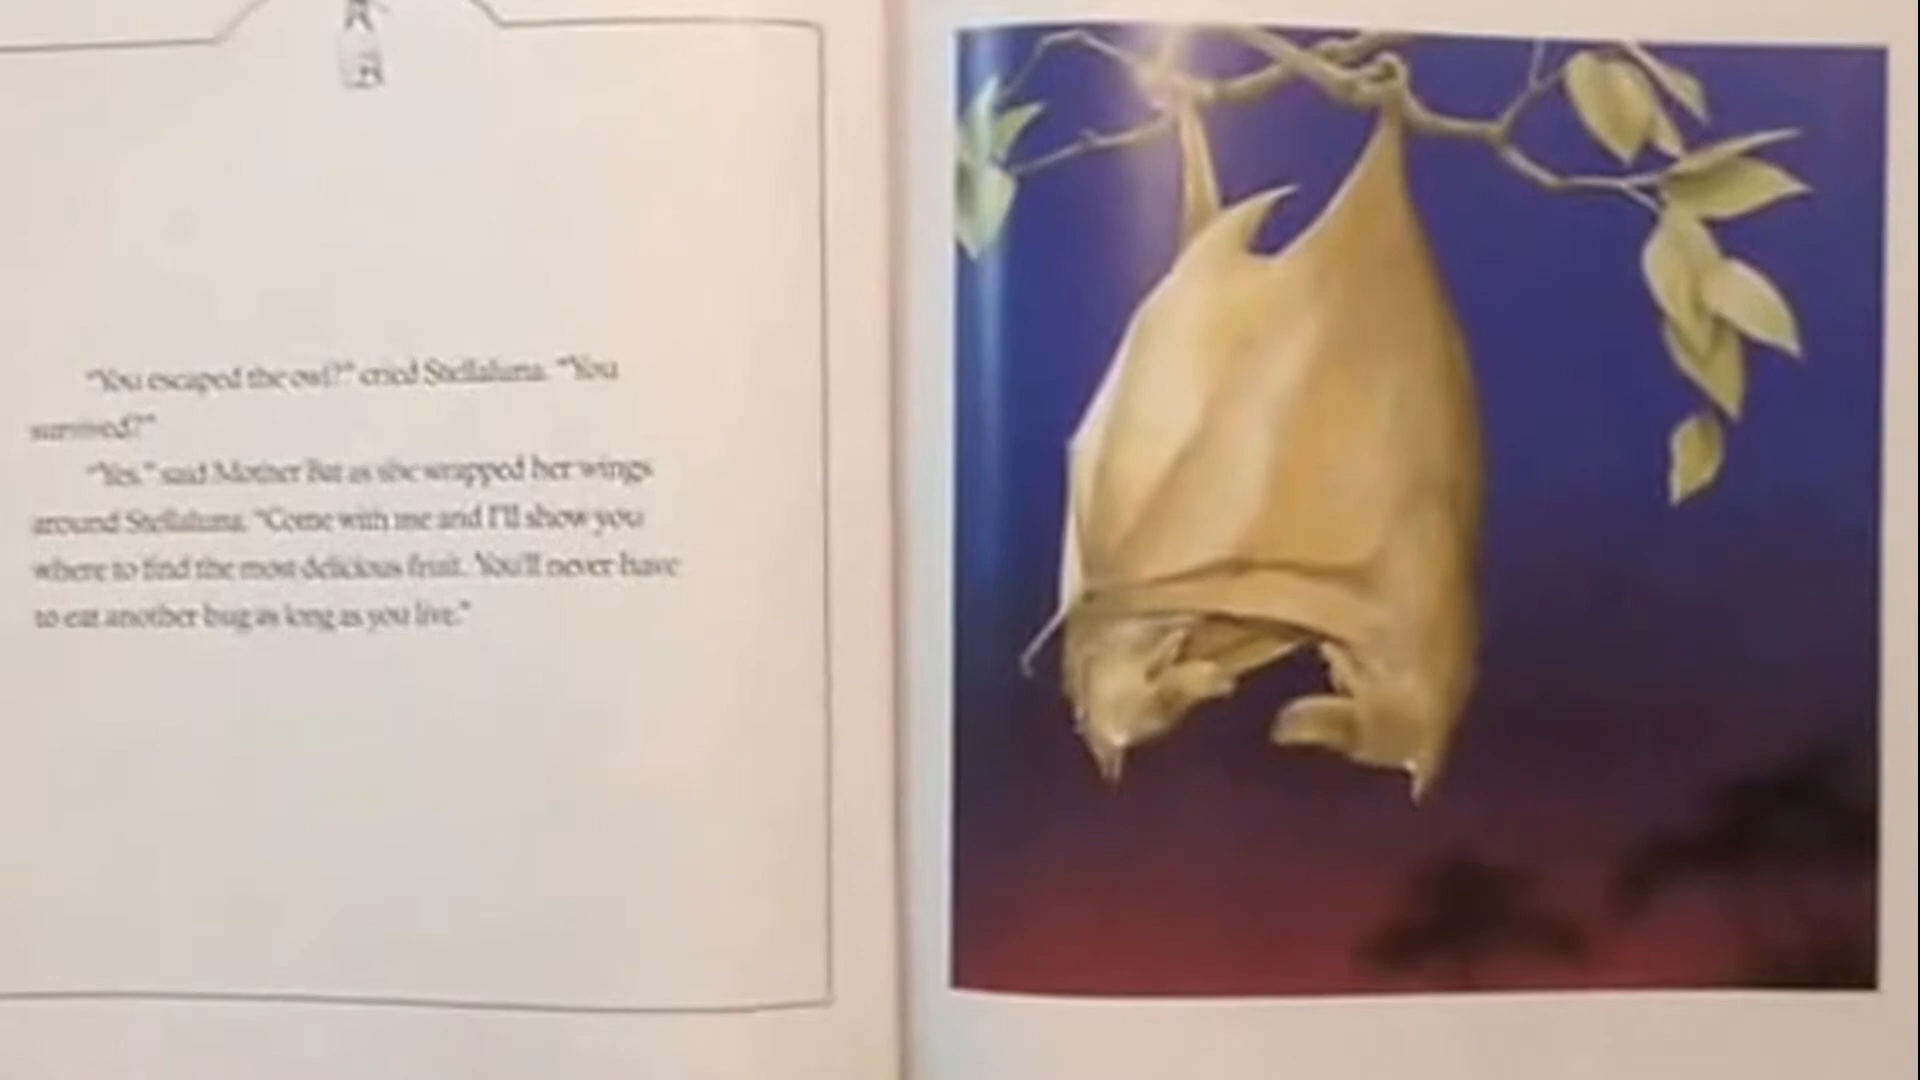 "You escaped the owl?" cried Stellaluna. "You
survived?"
"Yes," said Mother Bat as she wrapped her wings
around Stellaluna. "Come with me and I'll show you
where to find the most delicious fruit. You'll never have
to eat another bug as long as you live."